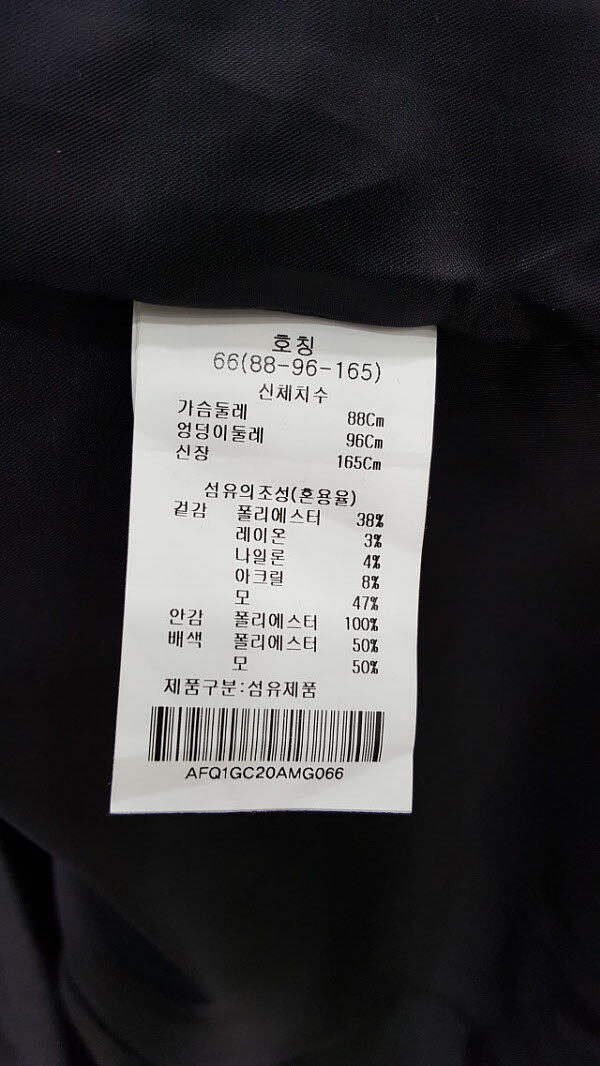 호칭
66(88-96-165)
신체치수
가슴둘레 88Cm
엉덩이둘레 96Cm
신장 165Cm
섬유의조성(혼용율)
겉감 폴리에스터 38%
레이온 3%
나일론 4%
아크릴 8%
모 47%
안감 폴리에스터 100%
배색 폴리에스터 50%
모 50%
제품구분:섬유제품
AFQ1GC20AMG066